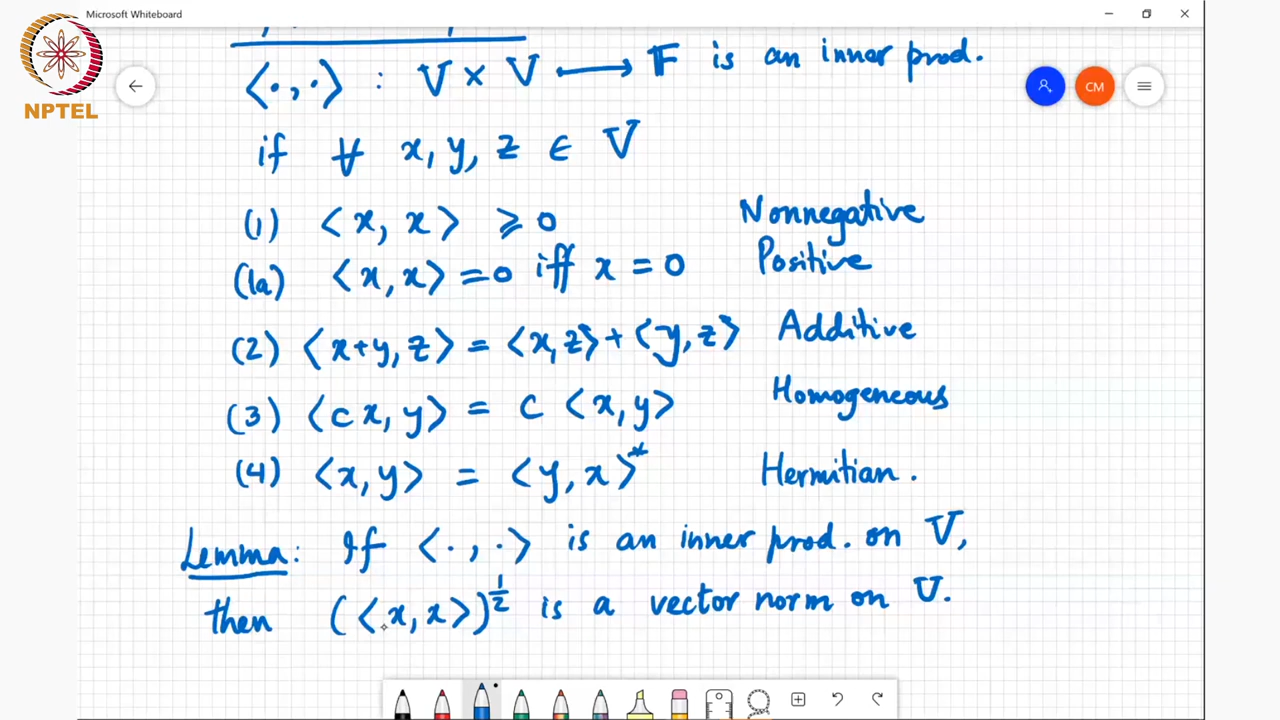 Microsoft Whiteboard
NPTEL
CM
⟨·,·⟩ : V × V ⟶ F is an inner prod.
if ∀ x, y, z ∈ V
(1) ⟨x, x⟩ ≥ 0 Nonnegative
(1a) ⟨x, x⟩ = 0 iff x = 0 Positive
(2) ⟨x+y, z⟩ = ⟨x, z⟩ + ⟨y, z⟩ Additive
(3) ⟨cx, y⟩ = c ⟨x, y⟩ Homogeneous
(4) ⟨x, y⟩ = ⟨y, x⟩* Hermitian.
Lemma: If ⟨·,·⟩ is an inner prod. on V,
then (⟨x, x⟩)^½ is a vector norm on V.